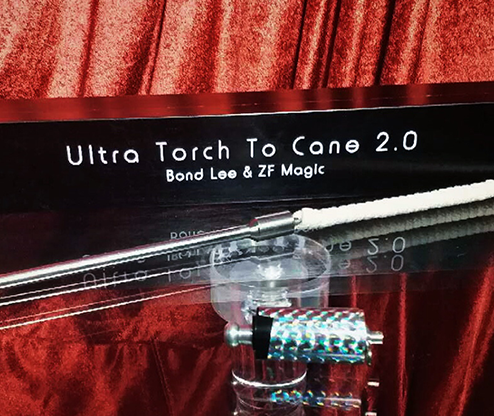 Ultra Torch To Cane 2.0
Bond Lee & ZF Magic